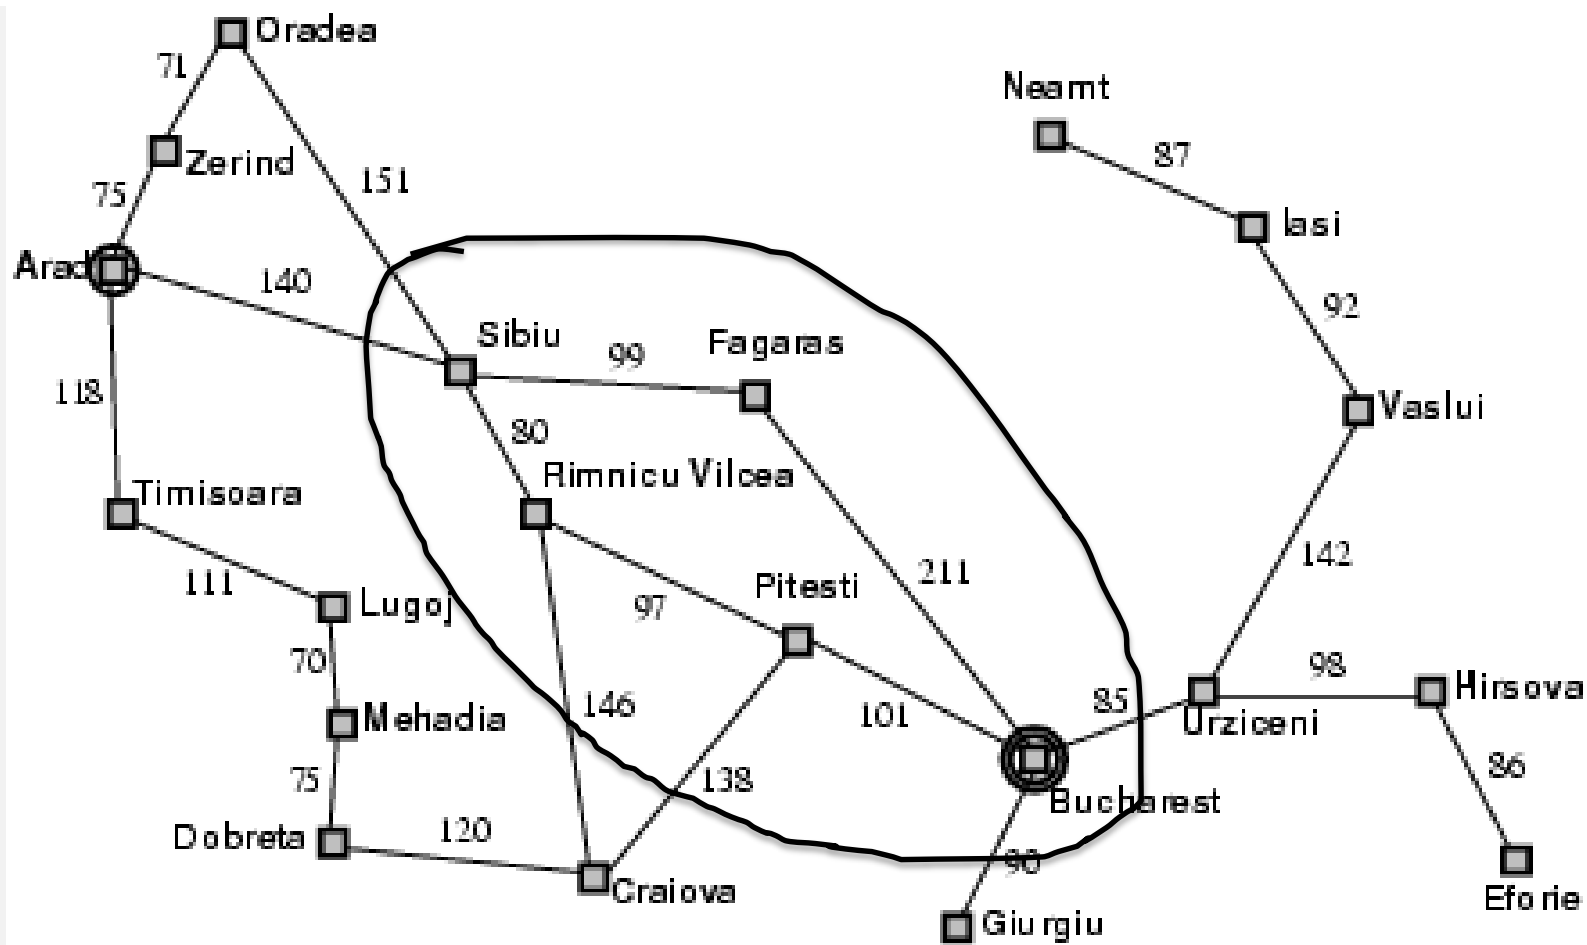 Oradea
71
Neamt
87
Zerind
151
75
Iasi
Arad
140
92
Sibiu
Fagaras
99
118
Vaslui
80
Rimnicu Vilcea
Timisoara
142
211
111
Pitesti
97
Lugoj
70
98
Hirsova
85
146
101
Mehadia
Urziceni
138
86
75
Bucharest
Dobreta
120
90
Craiova
Eforie
Giurgiu